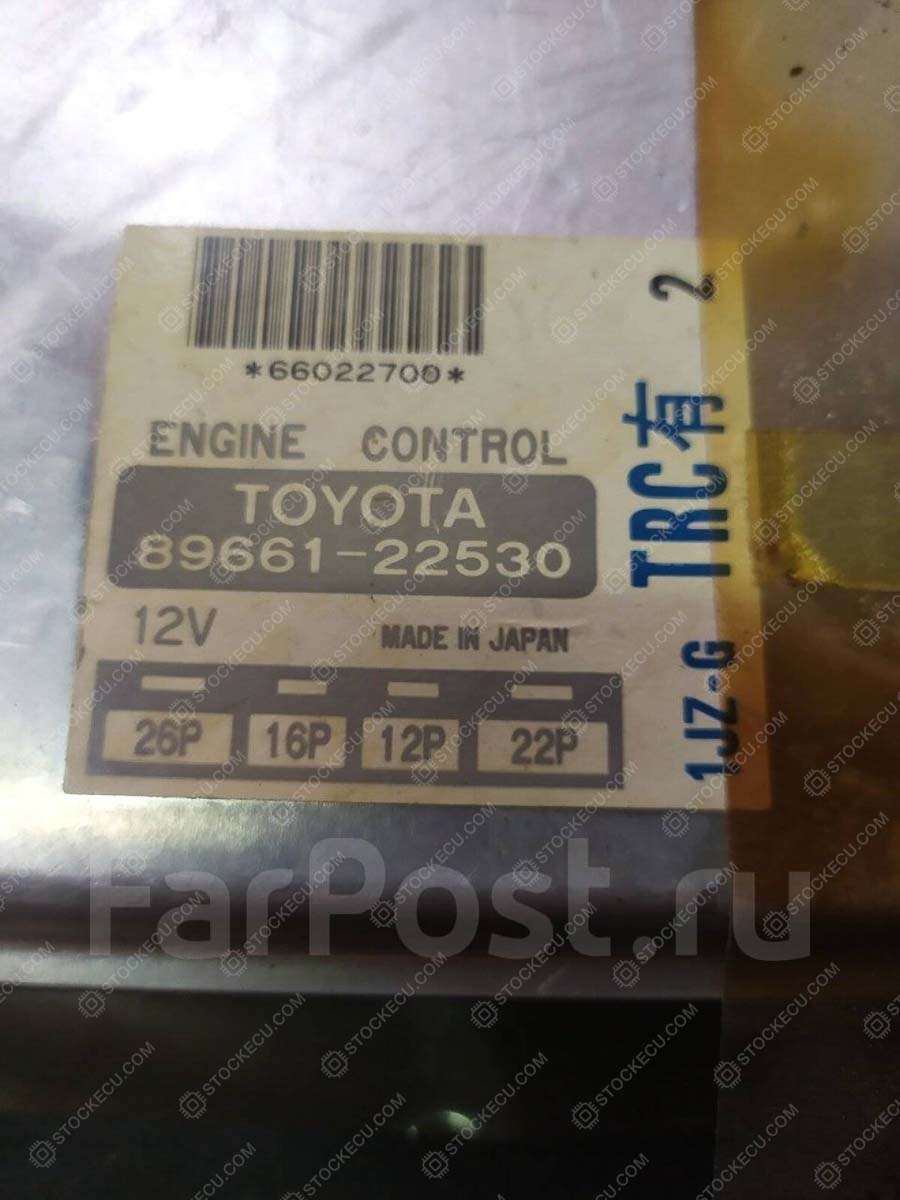 *66022700*
ENGINE CONTROL
TOYOTA
89661-22530
12V
MADE IN JAPAN
26P 16P 12P 22P
1JZ-G TRC有 2
FarPost.ru
STOCKECU.COM